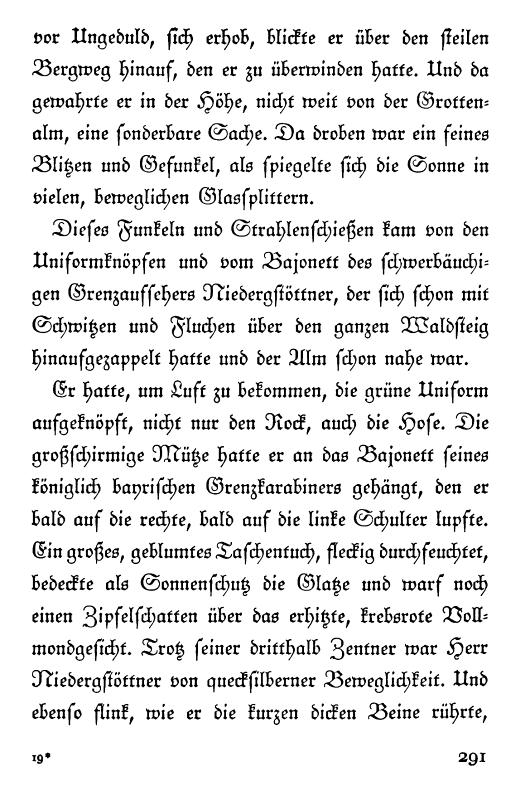 vor Ungeduld, sich erhob, blickte er über den steilen
Bergweg hinauf, den er zu überwinden hatte. Und da
gewahrte er in der Höhe, nicht weit von der Grotten-
alm, eine sonderbare Sache. Da droben war ein feines
Blitzen und Gefunkel, als spiegelte sich die Sonne in
vielen, beweglichen Glassplittern.
Dieses Funkeln und Strahlenschießen kam von den
Uniformknöpfen und vom Bajonett des schwerbäuchi-
gen Grenzaufsehers Niedergstöttner, der sich schon mit
Schwitzen und Fluchen über den ganzen Waldsteig
hinaufgezappelt hatte und der Alm schon nahe war.
Er hatte, um Luft zu bekommen, die grüne Uniform
aufgeknöpft, nicht nur den Rock, auch die Hose. Die
großschirmige Mütze hatte er an das Bajonett seines
königlich bayrischen Grenzkarabiners gehängt, den er
bald auf die rechte, bald auf die linke Schulter lupfte.
Ein großes, geblumtes Taschentuch, fleckig durchfeuchtet,
bedeckte als Sonnenschutz die Glatze und warf noch
einen Zipfelschatten über das erhitzte, krebsrote Voll-
mondgesicht. Trotz seiner dritthalb Zentner war Herr
Niedergstöttner von quecksilberner Beweglichkeit. Und
ebenso flink, wie er die kurzen dicken Beine rührte,
19* 291